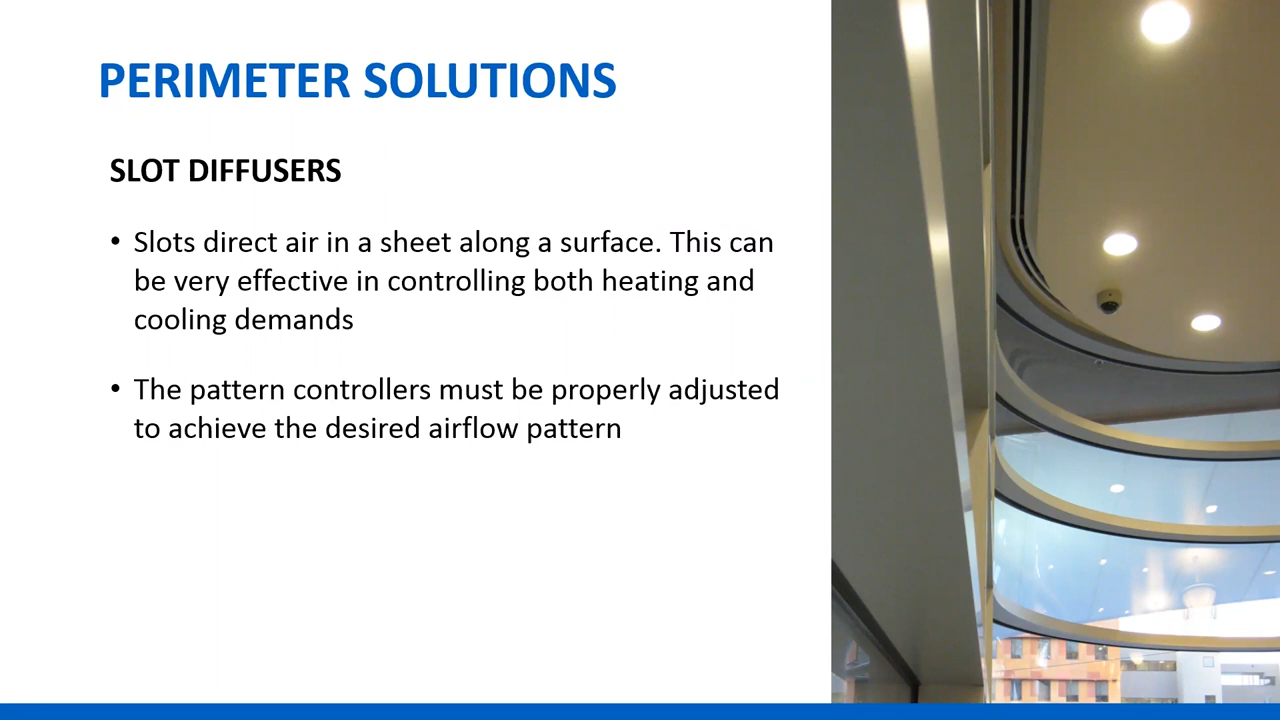 PERIMETER SOLUTIONS
SLOT DIFFUSERS
• Slots direct air in a sheet along a surface. This can
be very effective in controlling both heating and
cooling demands
• The pattern controllers must be properly adjusted
to achieve the desired airflow pattern